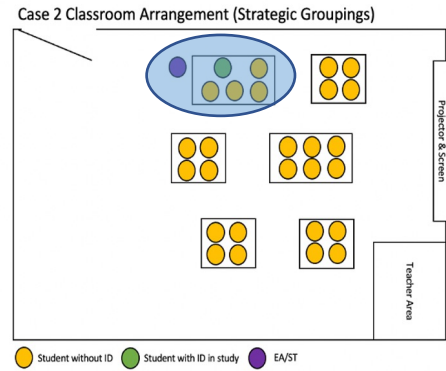 Case 2 Classroom Arrangement (Strategic Groupings)
Projector & Screen
Teacher Area
Student without ID
Student with ID in study
EA/ST